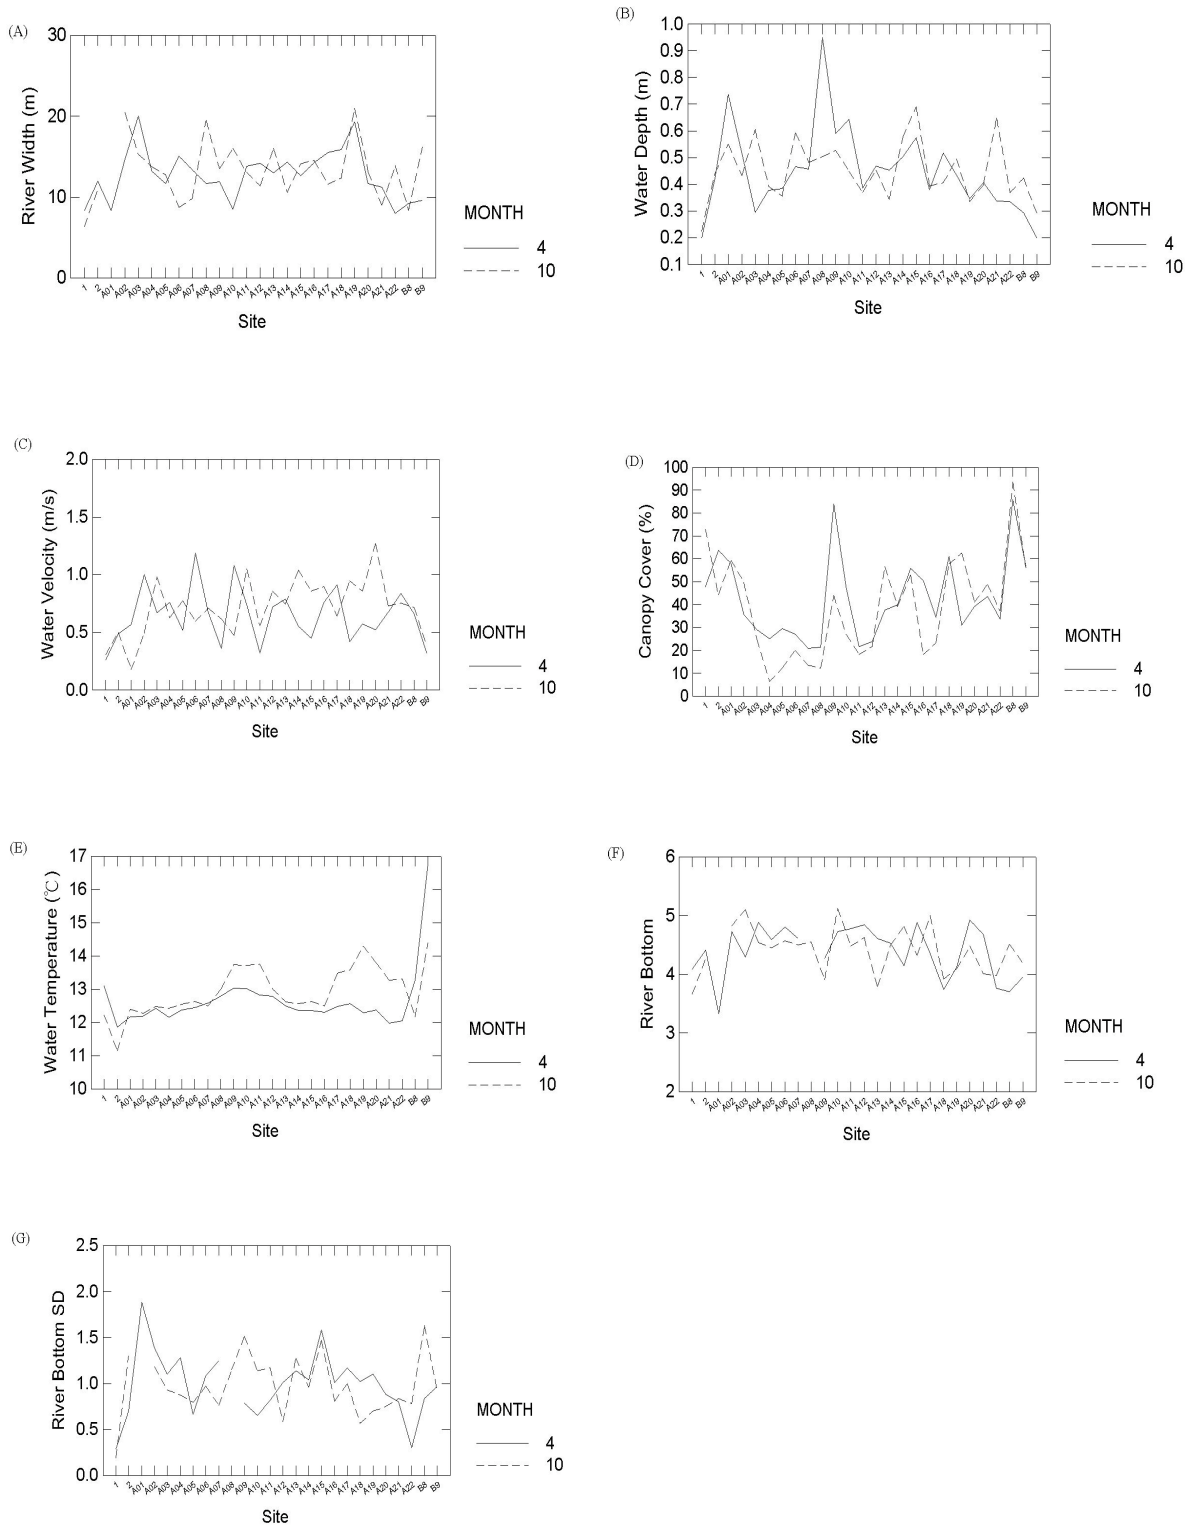 (A)
30
20
10
0
River Width (m)
1 2 A01 A02 A03 A04 A05 A06 A07 A08 A09 A10 A11 A12 A13 A14 A15 A16 A17 A18 A19 A20 A21 A22 B8 B9
Site
MONTH
4
10
(B)
1.0
0.9
0.8
0.7
0.6
0.5
0.4
0.3
0.2
0.1
Water Depth (m)
1 2 A01 A02 A03 A04 A05 A06 A07 A08 A09 A10 A11 A12 A13 A14 A15 A16 A17 A18 A19 A20 A21 A22 B8 B9
Site
MONTH
4
10
(C)
2.0
1.5
1.0
0.5
0.0
Water Velocity (m/s)
1 2 A01 A02 A03 A04 A05 A06 A07 A08 A09 A10 A11 A12 A13 A14 A15 A16 A17 A18 A19 A20 A21 A22 B8 B9
Site
MONTH
4
10
(D)
100
90
80
70
60
50
40
30
20
10
0
Canopy Cover (%)
1 2 A01 A02 A03 A04 A05 A06 A07 A08 A09 A10 A11 A12 A13 A14 A15 A16 A17 A18 A19 A20 A21 A22 B8 B9
Site
MONTH
4
10
(E)
17
16
15
14
13
12
11
10
Water Temperature (℃)
1 2 A01 A02 A03 A04 A05 A06 A07 A08 A09 A10 A11 A12 A13 A14 A15 A16 A17 A18 A19 A20 A21 A22 B8 B9
Site
MONTH
4
10
(F)
6
5
4
3
2
River Bottom
1 2 A01 A02 A03 A04 A05 A06 A07 A08 A09 A10 A11 A12 A13 A14 A15 A16 A17 A18 A19 A20 A21 A22 B8 B9
Site
MONTH
4
10
(G)
2.5
2.0
1.5
1.0
0.5
0.0
River Bottom SD
1 2 A01 A02 A03 A04 A05 A06 A07 A08 A09 A10 A11 A12 A13 A14 A15 A16 A17 A18 A19 A20 A21 A22 B8 B9
Site
MONTH
4
10